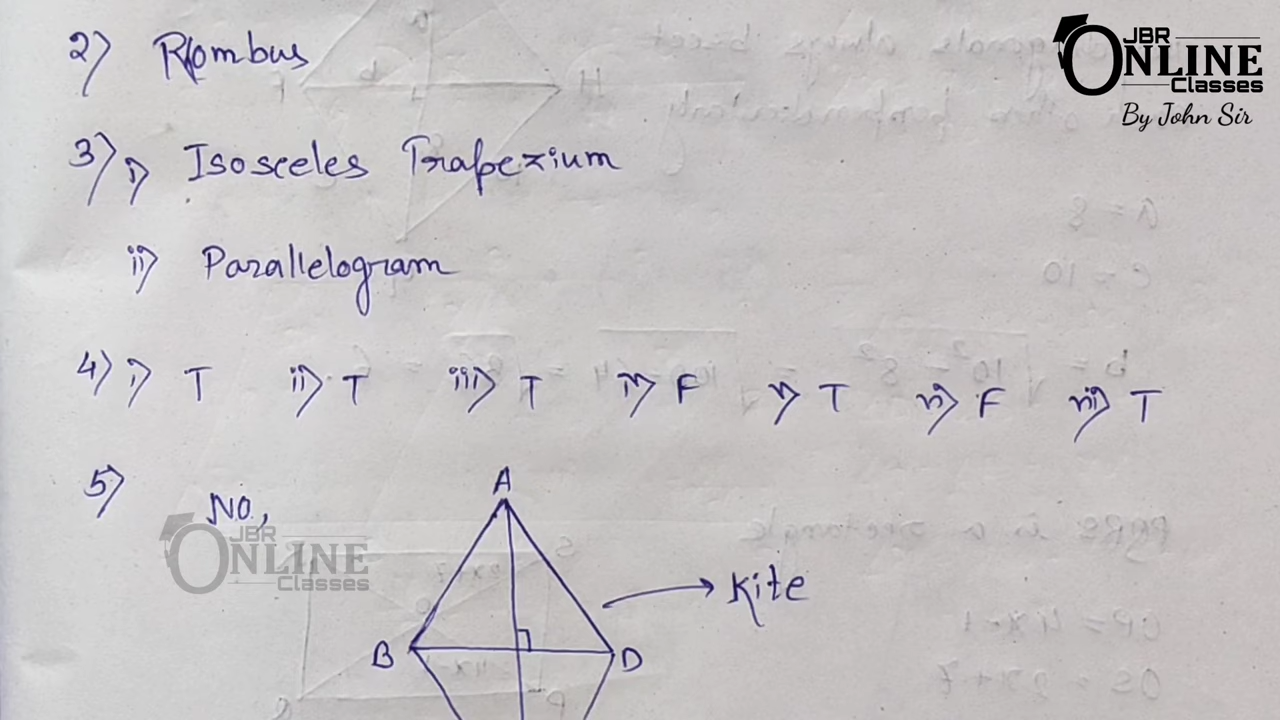 2) Rhombus
3) i) Isosceles Trapezium
ii) Parallelogram
4) i) T ii) T iii) T iv) F v) T vi) F vii) T
5) No,
A
B
D
Kite
JBR
ONLINE
Classes
By John Sir
JBR
ONLINE
Classes